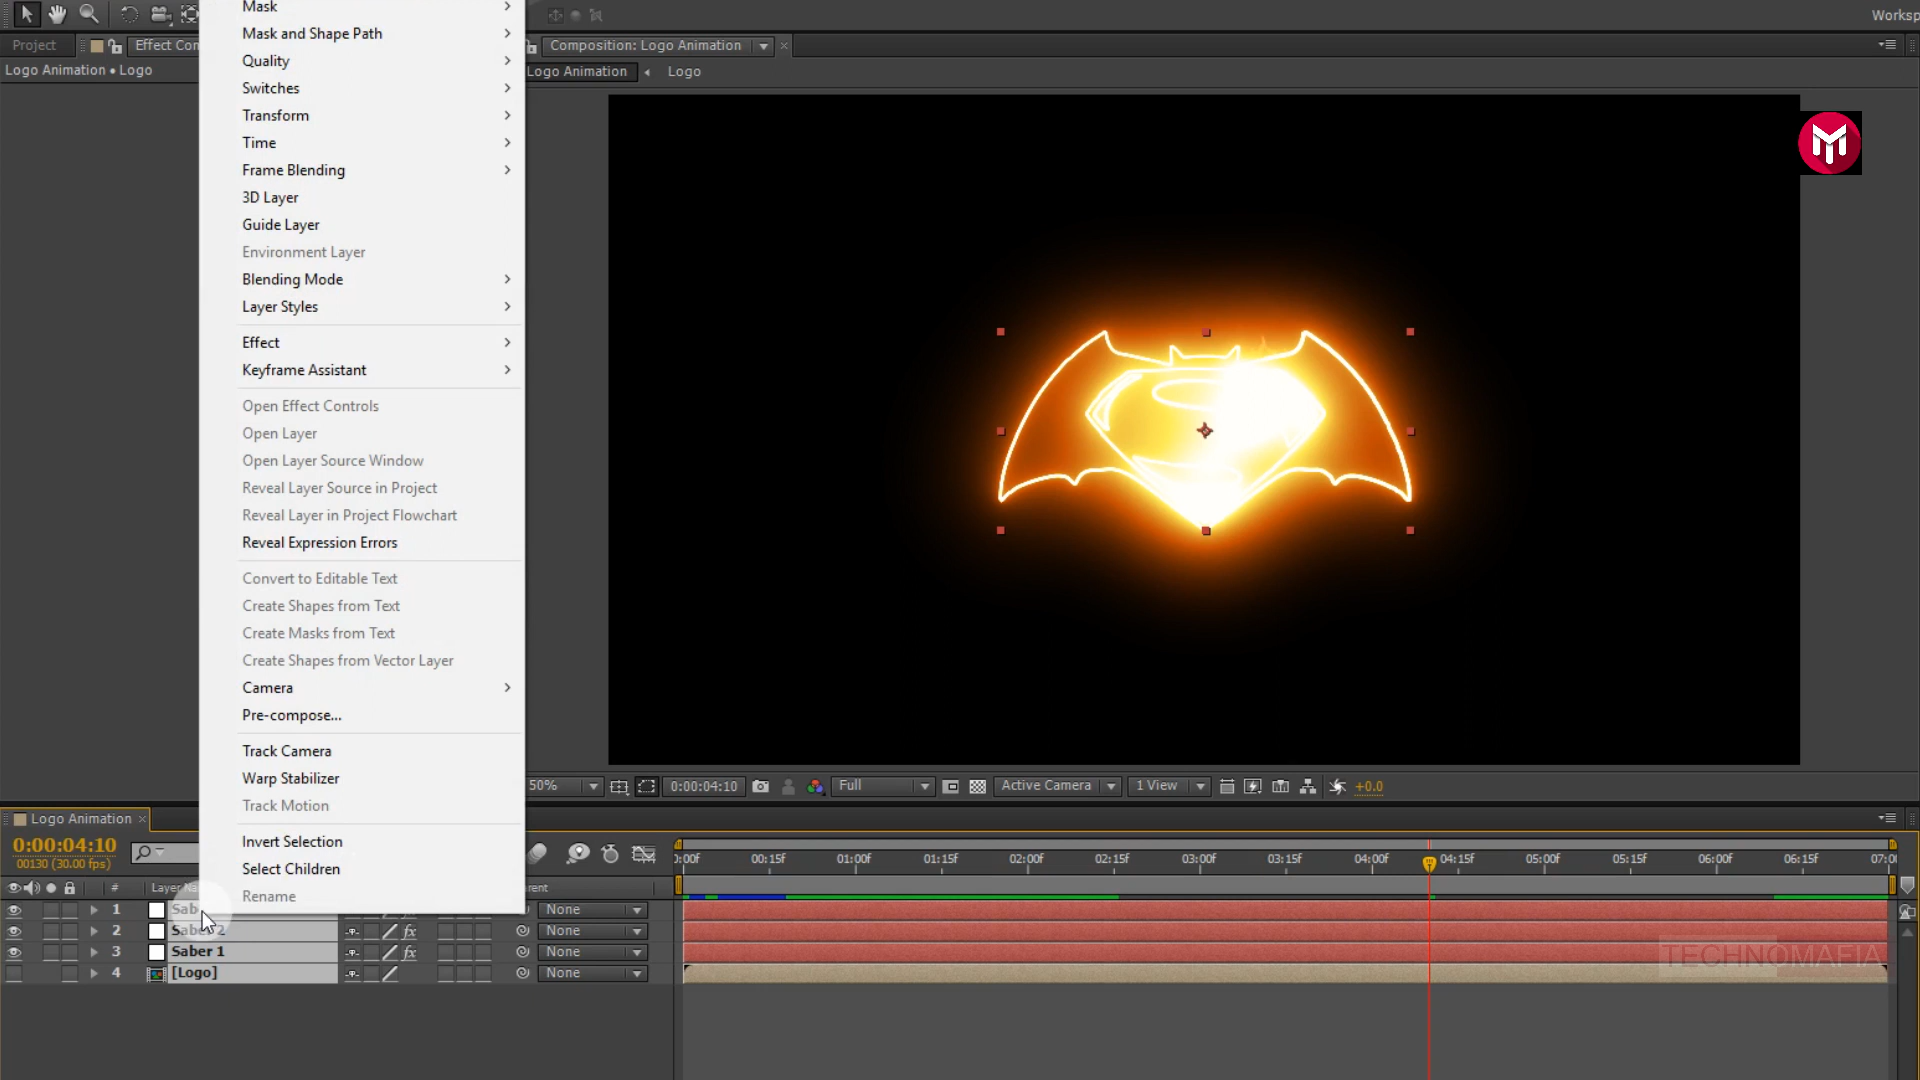 Worksp
Project
Effect Con
Composition: Logo Animation
Logo Animation • Logo
Logo Animation
Logo
Mask
Mask and Shape Path
Quality
Switches
Transform
Time
Frame Blending
3D Layer
Guide Layer
Environment Layer
Blending Mode
Layer Styles
Effect
Keyframe Assistant
Open Effect Controls
Open Layer
Open Layer Source Window
Reveal Layer Source in Project
Reveal Layer in Project Flowchart
Reveal Expression Errors
Convert to Editable Text
Create Shapes from Text
Create Masks from Text
Create Shapes from Vector Layer
Camera
Pre-compose...
Track Camera
Warp Stabilizer
Track Motion
Invert Selection
Select Children
Rename
50%
0:00:04:10
Full
Active Camera
1 View
+0.0
Logo Animation
0:00:04:10
00130 (30.00 fps)
0:00f 00:15f 01:00f 01:15f 02:00f 02:15f 03:00f 03:15f 04:00f 04:15f 05:00f 05:15f 06:00f 06:15f 07:00
# Layer Na rent
1 Sab None
2 Saber 2 fx None
3 Saber 1 fx None
4 [Logo] None
TECHNOMAFIA